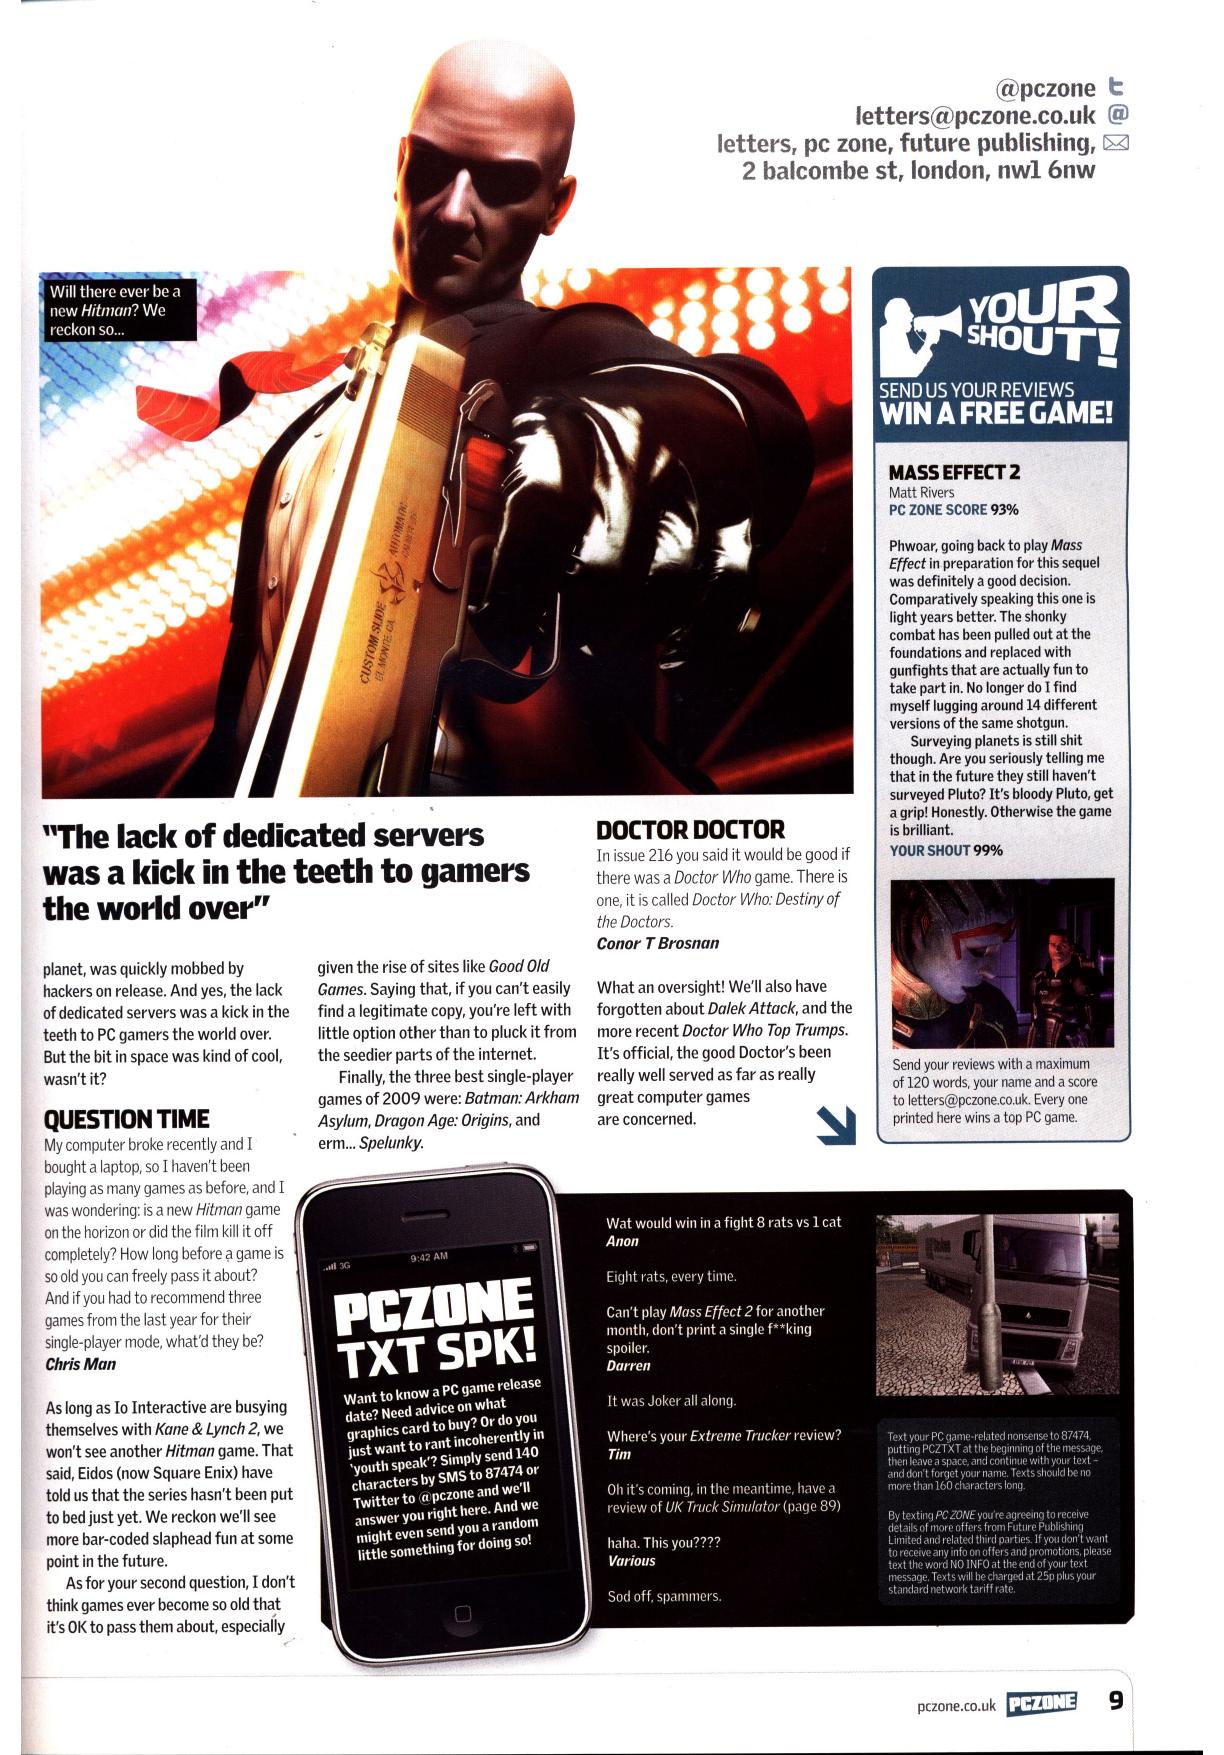 @pczone
letters@pczone.co.uk @
letters, pc zone, future publishing,
2 balcombe st, london, nw1 6nw
Will there ever be a
new Hitman? We
reckon so...
CUSTOM SLIDE
EL MONTE, CA.
AUTOMATIC
"The lack of dedicated servers
was a kick in the teeth to gamers
the world over"
planet, was quickly mobbed by
hackers on release. And yes, the lack
of dedicated servers was a kick in the
teeth to PC gamers the world over.
But the bit in space was kind of cool,
wasn't it?
QUESTION TIME
My computer broke recently and I
bought a laptop, so I haven't been
playing as many games as before, and I
was wondering: is a new Hitman game
on the horizon or did the film kill it off
completely? How long before a game is
so old you can freely pass it about?
And if you had to recommend three
games from the last year for their
single-player mode, what'd they be?
Chris Man
As long as Io Interactive are busying
themselves with Kane & Lynch 2, we
won't see another Hitman game. That
said, Eidos (now Square Enix) have
told us that the series hasn't been put
to bed just yet. We reckon we'll see
more bar-coded slaphead fun at some
point in the future.
As for your second question, I don't
think games ever become so old that
it's OK to pass them about, especially
given the rise of sites like Good Old
Games. Saying that, if you can't easily
find a legitimate copy, you're left with
little option other than to pluck it from
the seedier parts of the internet.
Finally, the three best single-player
games of 2009 were: Batman: Arkham
Asylum, Dragon Age: Origins, and
erm... Spelunky.
DOCTOR DOCTOR
In issue 216 you said it would be good if
there was a Doctor Who game. There is
one, it is called Doctor Who: Destiny of
the Doctors.
Conor T Brosnan
What an oversight! We'll also have
forgotten about Dalek Attack, and the
more recent Doctor Who Top Trumps.
It's official, the good Doctor's been
really well served as far as really
great computer games
are concerned.
YOUR
SHOUT!
SEND US YOUR REVIEWS
WIN A FREE GAME!
MASS EFFECT 2
Matt Rivers
PC ZONE SCORE 93%
Phwoar, going back to play Mass
Effect in preparation for this sequel
was definitely a good decision.
Comparatively speaking this one is
light years better. The shonky
combat has been pulled out at the
foundations and replaced with
gunfights that are actually fun to
take part in. No longer do I find
myself lugging around 14 different
versions of the same shotgun.
Surveying planets is still shit
though. Are you seriously telling me
that in the future they still haven't
surveyed Pluto? It's bloody Pluto, get
a grip! Honestly. Otherwise the game
is brilliant.
YOUR SHOUT 99%
Send your reviews with a maximum
of 120 words, your name and a score
to letters@pczone.co.uk. Every one
printed here wins a top PC game.
3G 9:42 AM
PCZONE
TXT SPK!
Want to know a PC game release
date? Need advice on what
graphics card to buy? Or do you
just want to rant incoherently in
'youth speak'? Simply send 140
characters by SMS to 87474 or
Twitter to @pczone and we'll
answer you right here. And we
might even send you a random
little something for doing so!
Wat would win in a fight 8 rats vs 1 cat
Anon
Eight rats, every time.
Can't play Mass Effect 2 for another
month, don't print a single f**king
spoiler.
Darren
It was Joker all along.
Where's your Extreme Trucker review?
Tim
Oh it's coming, in the meantime, have a
review of UK Truck Simulator (page 89)
haha. This you????
Various
Sod off, spammers.
Text your PC game-related nonsense to 87474,
putting PCZTXT at the beginning of the message,
then leave a space, and continue with your text –
and don't forget your name. Texts should be no
more than 160 characters long.
By texting PC ZONE you're agreeing to receive
details of more offers from Future Publishing
Limited and related third parties. If you don't want
to receive any info on offers and promotions, please
text the word NO INFO at the end of your text
message. Texts will be charged at 25p plus your
standard network tariff rate.
pczone.co.uk PCZONE 9